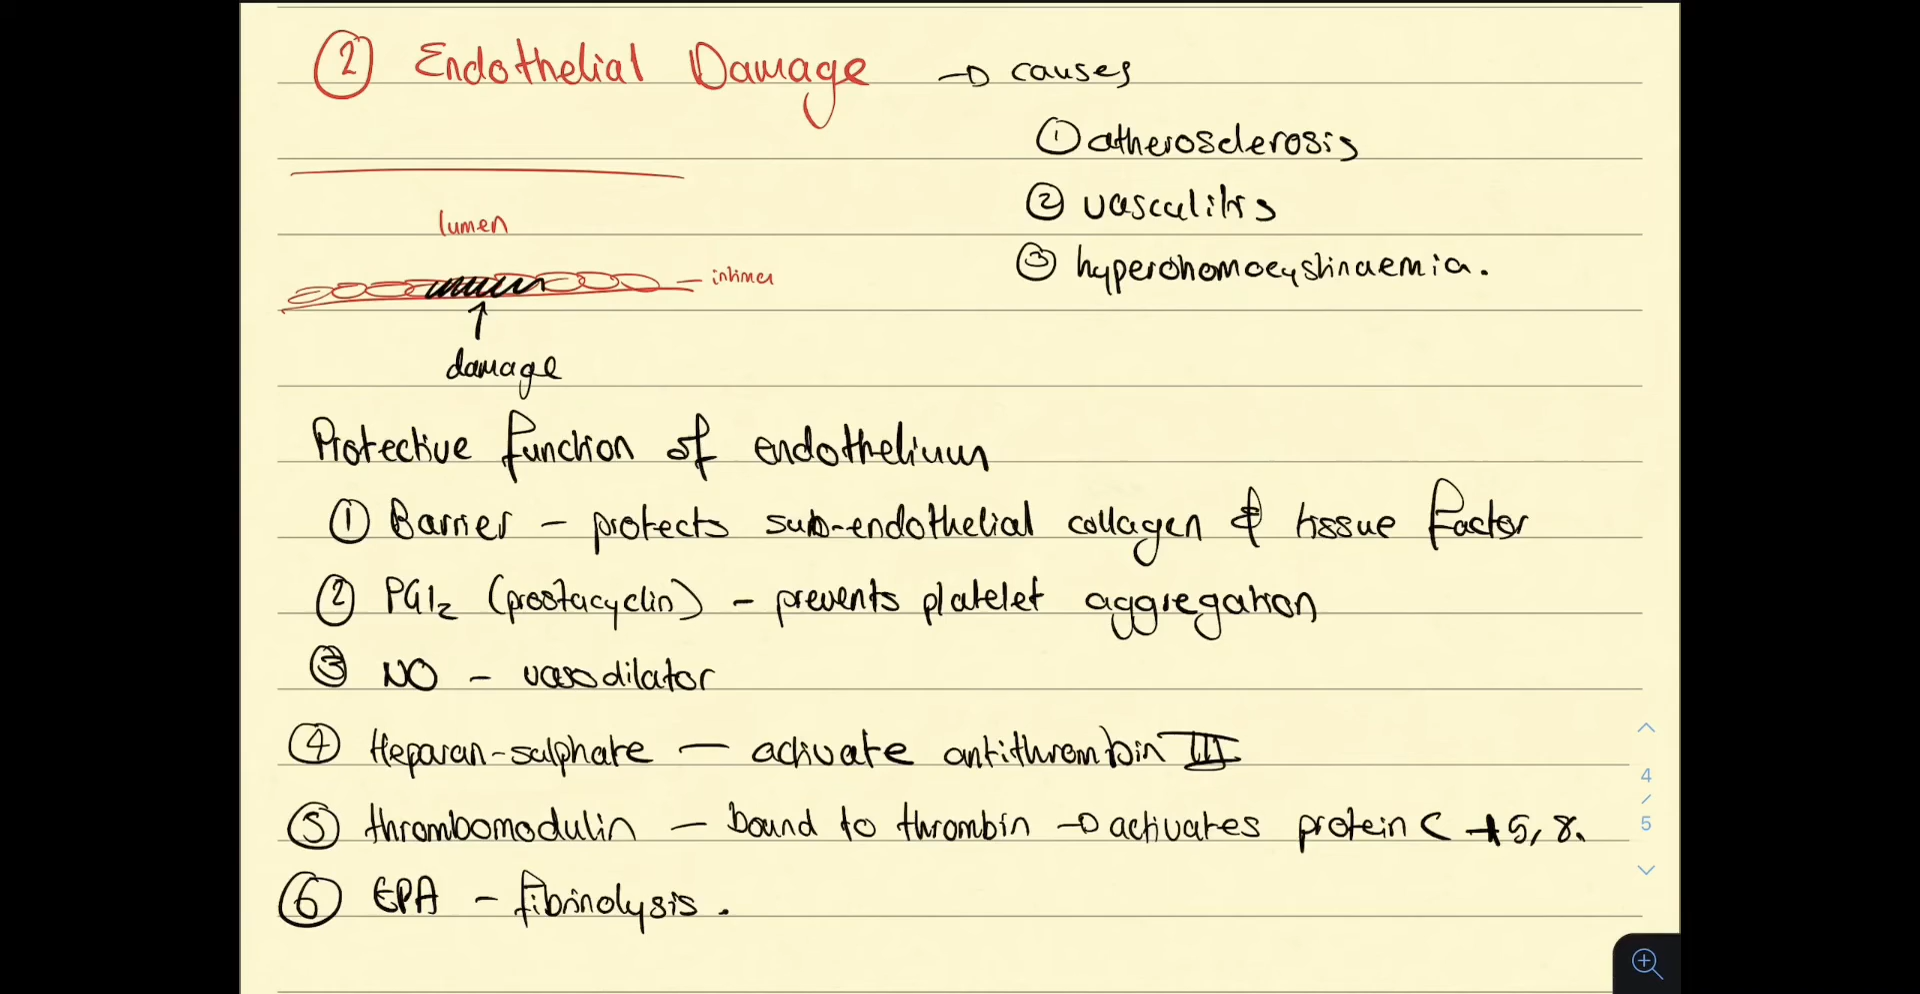 ② Endothelial Damage → causes
① atherosclerosis
② vasculitis
③ hyperhomocystinaemia.
lumen
intima
damage
Protective function of endothelium
① Barrier - protects sub-endothelial collagen & tissue factor
② PGI₂ (prostacyclin) - prevents platelet aggregation
③ NO - vasodilator
④ Heparan-sulphate — activate antithrombin III
⑤ thrombomodulin — bound to thrombin → activates protein C 5, 8.
⑥ tPA - fibrinolysis.
4
/
5